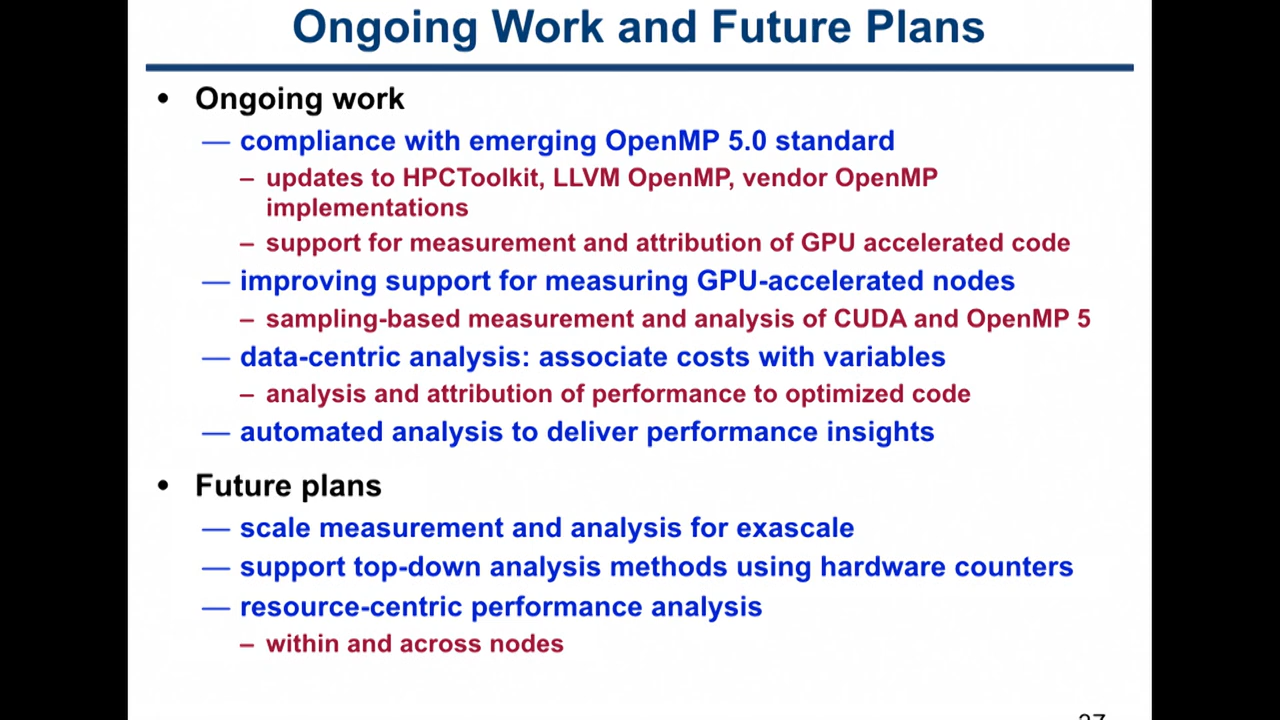 Ongoing Work and Future Plans
• Ongoing work
— compliance with emerging OpenMP 5.0 standard
– updates to HPCToolkit, LLVM OpenMP, vendor OpenMP
implementations
– support for measurement and attribution of GPU accelerated code
— improving support for measuring GPU-accelerated nodes
– sampling-based measurement and analysis of CUDA and OpenMP 5
— data-centric analysis: associate costs with variables
– analysis and attribution of performance to optimized code
— automated analysis to deliver performance insights
• Future plans
— scale measurement and analysis for exascale
— support top-down analysis methods using hardware counters
— resource-centric performance analysis
– within and across nodes